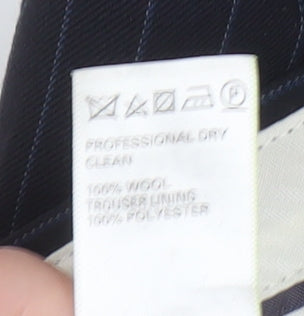 P
PROFESSIONAL DRY
CLEAN
100% WOOL
TROUSER LINING
100% POLYESTER